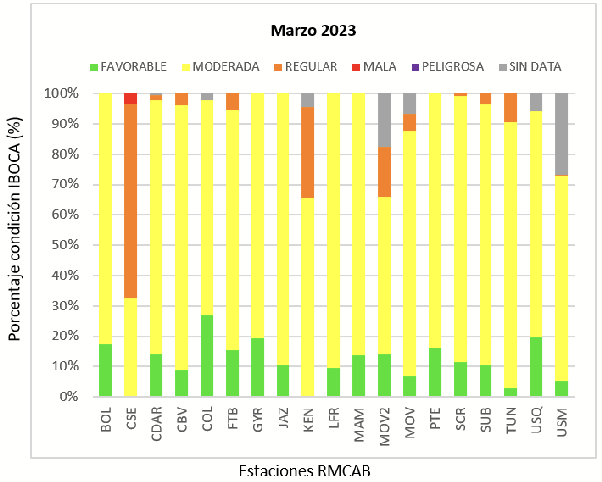 Marzo 2023
FAVORABLE MODERADA REGULAR MALA PELIGROSA SIN DATA
Porcentaje condición IBOCA (%)
100%
90%
80%
70%
60%
50%
40%
30%
20%
10%
0%
BOL CSE CDAR CBV COL FTB GYR JAZ KEN LFR MAM MOV2 MOV PTE SCR SUB TUN USQ USM
Estaciones RMCAB